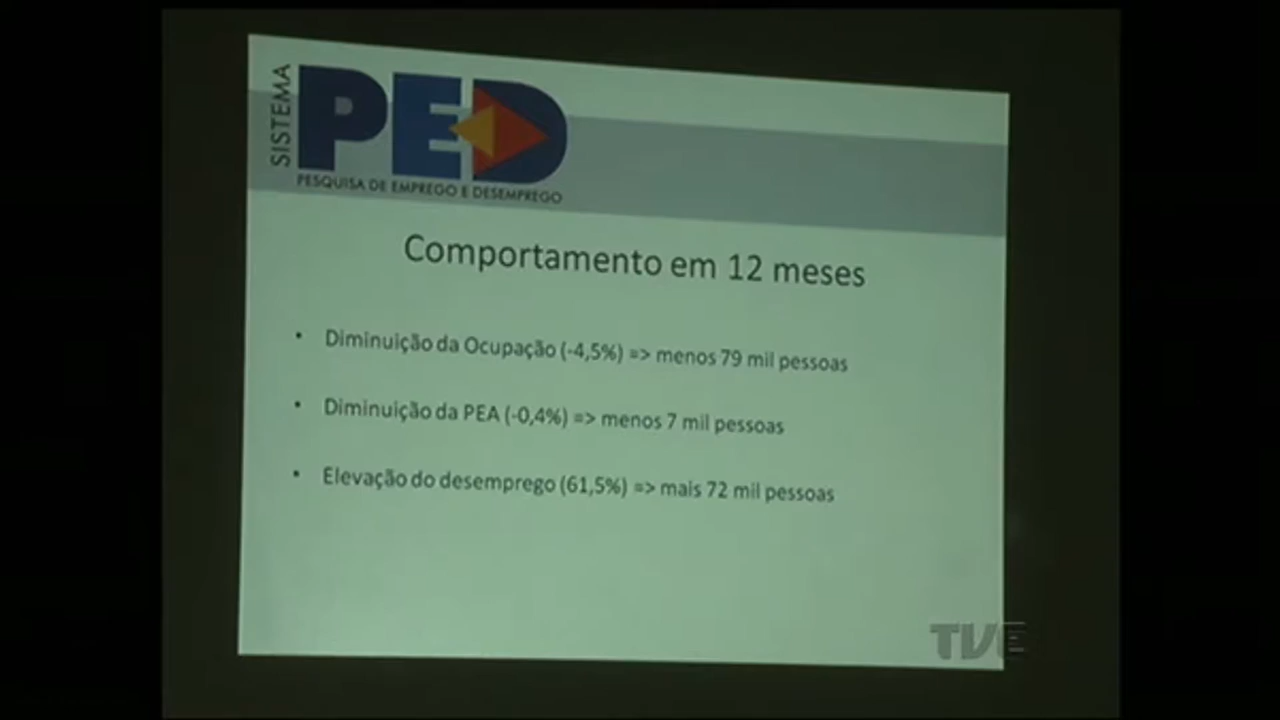 SISTEMA
PED
PESQUISA DE EMPREGO E DESEMPREGO
Comportamento em 12 meses
• Diminuição da Ocupação (-4,5%) => menos 79 mil pessoas
• Diminuição da PEA (-0,4%) => menos 7 mil pessoas
• Elevação do desemprego (61,5%) => mais 72 mil pessoas
TVE